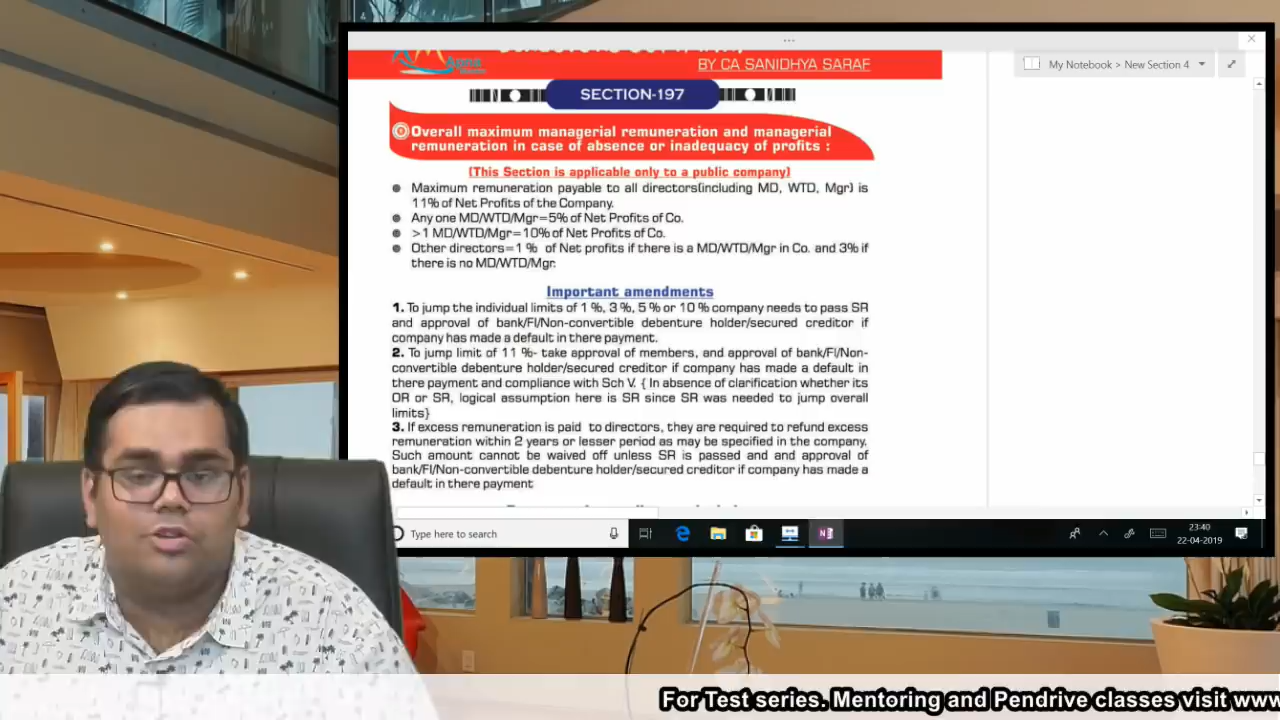 BY CA SANIDHYA SARAF
My Notebook > New Section 4
SECTION-197
Overall maximum managerial remuneration and managerial
remuneration in case of absence or inadequacy of profits :
(This Section is applicable only to a public company)
Maximum remuneration payable to all directors(including MD, WTD, Mgr) is
11% of Net Profits of the Company.
Any one MD/WTD/Mgr=5% of Net Profits of Co.
>1 MD/WTD/Mgr=10% of Net Profits of Co.
Other directors=1 % of Net profits if there is a MD/WTD/Mgr in Co. and 3% if
there is no MD/WTD/Mgr.
Important amendments
1. To jump the individual limits of 1 %, 3 %, 5 % or 10 % company needs to pass SR
and approval of bank/FI/Non-convertible debenture holder/secured creditor if
company has made a default in there payment.
2. To jump limit of 11 %- take approval of members, and approval of bank/FI/Non-
convertible debenture holder/secured creditor if company has made a default in
there payment and compliance with Sch V. { In absence of clarification whether its
OR or SR, logical assumption here is SR since SR was needed to jump overall
limits}
3. If excess remuneration is paid to directors, they are required to refund excess
remuneration within 2 years or lesser period as may be specified in the company.
Such amount cannot be waived off unless SR is passed and and approval of
bank/FI/Non-convertible debenture holder/secured creditor if company has made a
default in there payment
Type here to search
23:40
22-04-2019
For Test series. Mentoring and Pendrive classes visit www